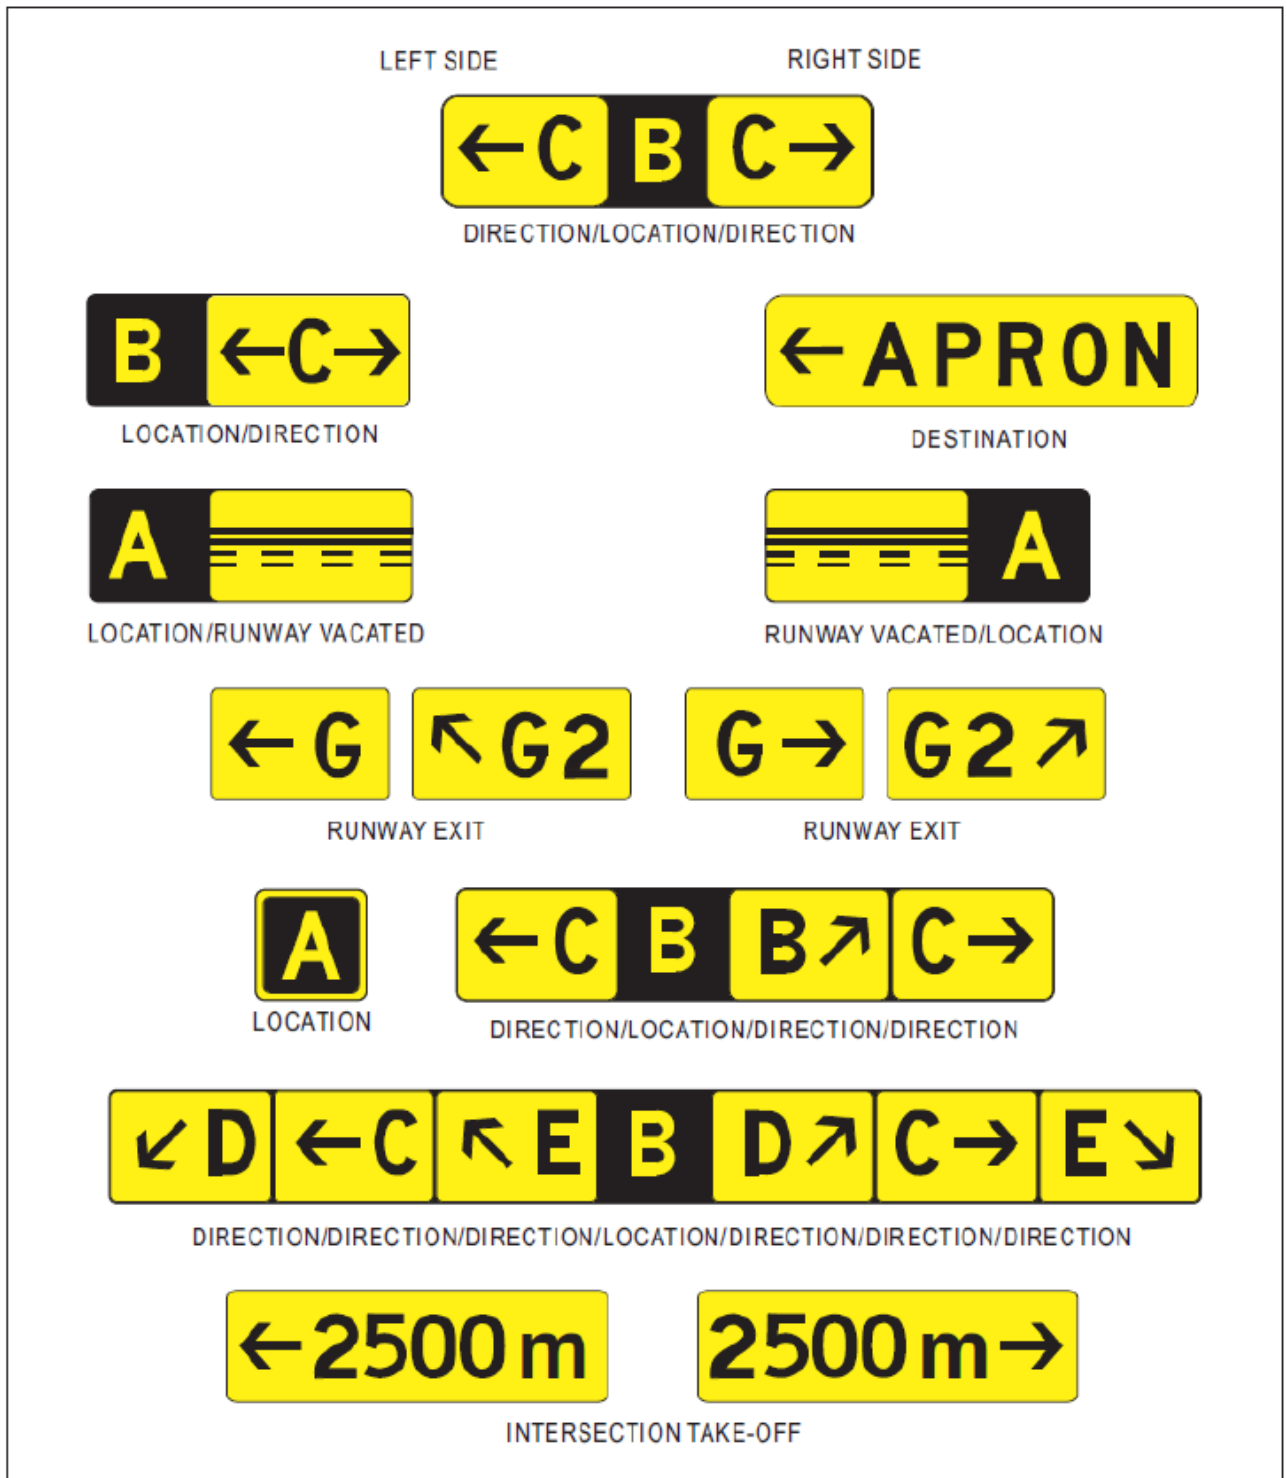 LEFT SIDE RIGHT SIDE
←C B C→
DIRECTION/LOCATION/DIRECTION
B ←C→ ←APRON
LOCATION/DIRECTION DESTINATION
A A
LOCATION/RUNWAY VACATED RUNWAY VACATED/LOCATION
←G ↖G2 G→ G2↗
RUNWAY EXIT RUNWAY EXIT
A ←C B B↗ C→
LOCATION DIRECTION/LOCATION/DIRECTION/DIRECTION
↙D ←C ↖E B D↗ C→ E↘
DIRECTION/DIRECTION/DIRECTION/LOCATION/DIRECTION/DIRECTION/DIRECTION
←2500m 2500m→
INTERSECTION TAKE-OFF